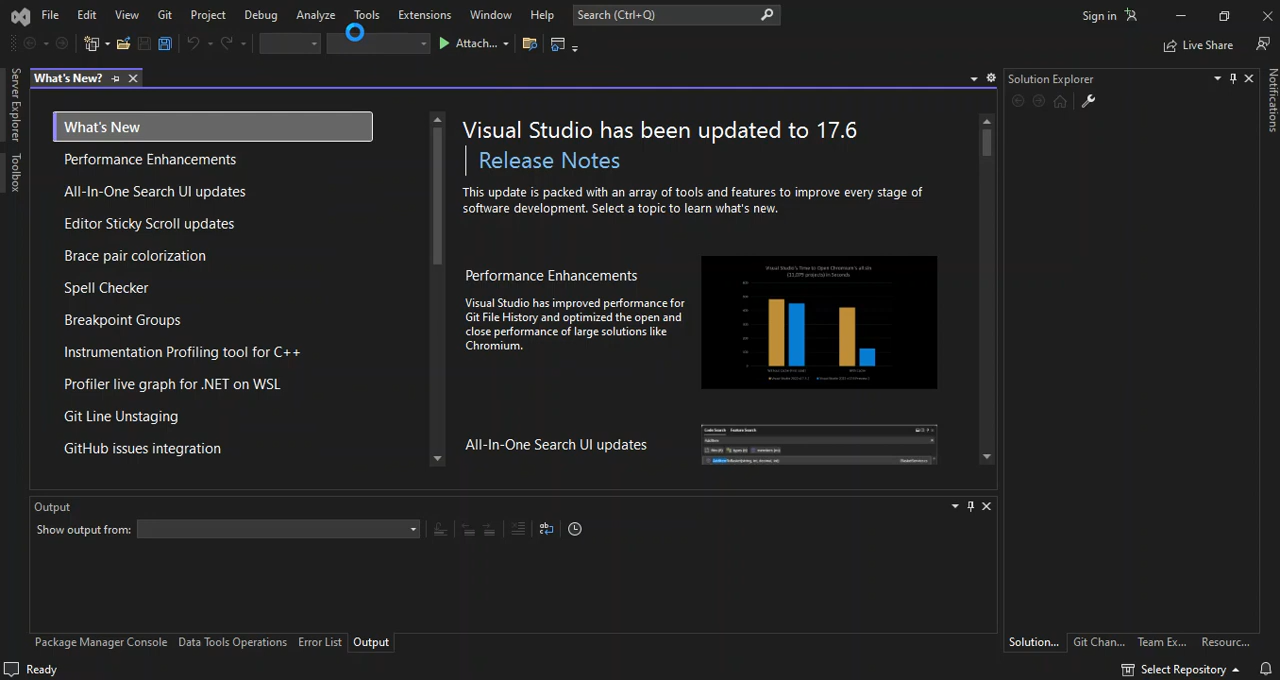 File Edit View Git Project Debug Analyze Tools Extensions Window Help Search (Ctrl+Q) Sign in
Attach... Live Share
Server Explorer
Toolbox
What's New?
What's New
Performance Enhancements
All-In-One Search UI updates
Editor Sticky Scroll updates
Brace pair colorization
Spell Checker
Breakpoint Groups
Instrumentation Profiling tool for C++
Profiler live graph for .NET on WSL
Git Line Unstaging
GitHub issues integration
Visual Studio has been updated to 17.6
Release Notes
This update is packed with an array of tools and features to improve every stage of
software development. Select a topic to learn what's new.
Performance Enhancements
Visual Studio has improved performance for
Git File History and optimized the open and
close performance of large solutions like
Chromium.
All-In-One Search UI updates
Code Search Feature Search
Solution Explorer
Notifications
Output
Show output from:
Package Manager Console Data Tools Operations Error List Output
Solution... Git Chan... Team Ex... Resourc...
Ready Select Repository